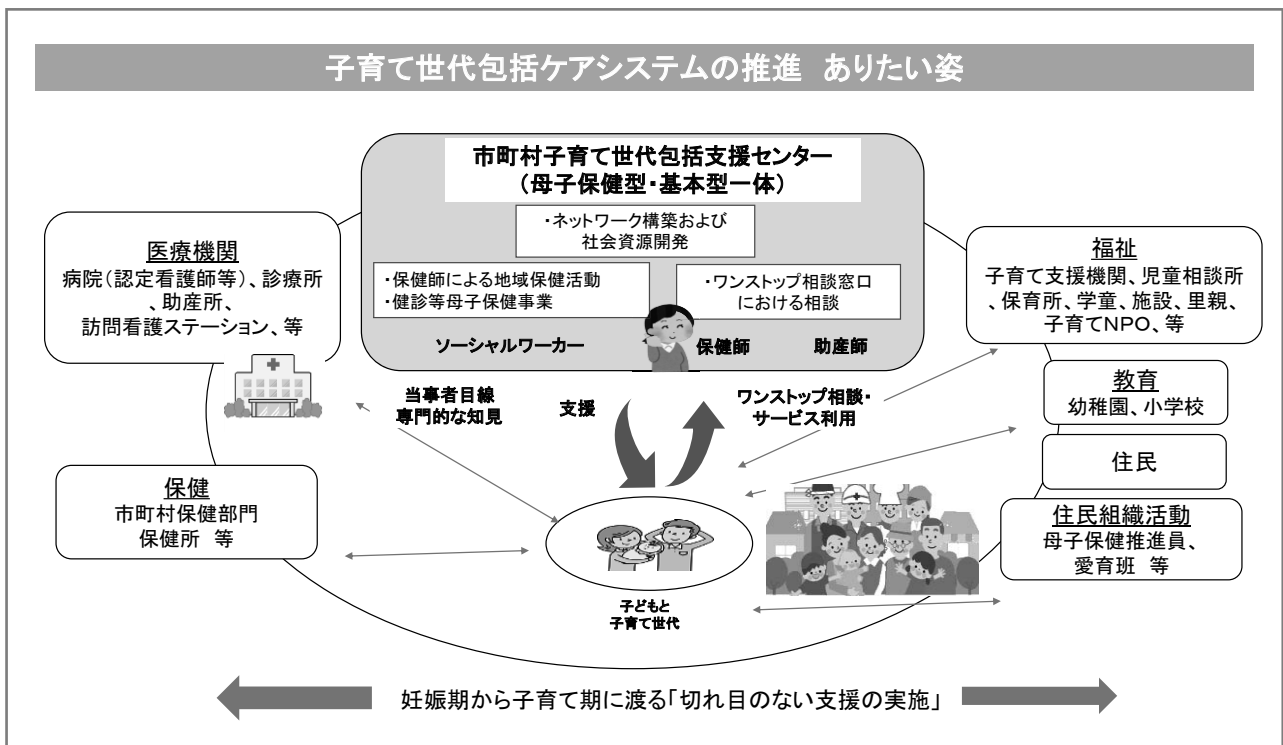 子育て世代包括ケアシステムの推進 ありたい姿
市町村子育て世代包括支援センター
（母子保健型・基本型一体）
・ネットワーク構築および
社会資源開発
・保健師による地域保健活動
・健診等母子保健事業
・ワンストップ相談窓口
における相談
ソーシャルワーカー
保健師
助産師
医療機関
病院（認定看護師等）、診療所
、助産所、
訪問看護ステーション、等
福祉
子育て支援機関、児童相談所
、保育所、学童、施設、里親、
子育てNPO、等
教育
幼稚園、小学校
住民
住民組織活動
母子保健推進員、
愛育班 等
保健
市町村保健部門
保健所 等
当事者目線
専門的な知見
支援
ワンストップ相談・
サービス利用
子どもと
子育て世代
妊娠期から子育て期に渡る「切れ目のない支援の実施」